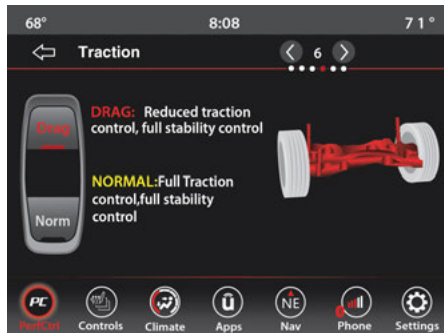 68° 8:08 71°
Traction 6
DRAG: Reduced traction
control, full stability control
Drag
NORMAL:Full Traction
control,full stability
control
Norm
PC ū NE
PerfCtrl Controls Climate Apps Nav Phone Settings